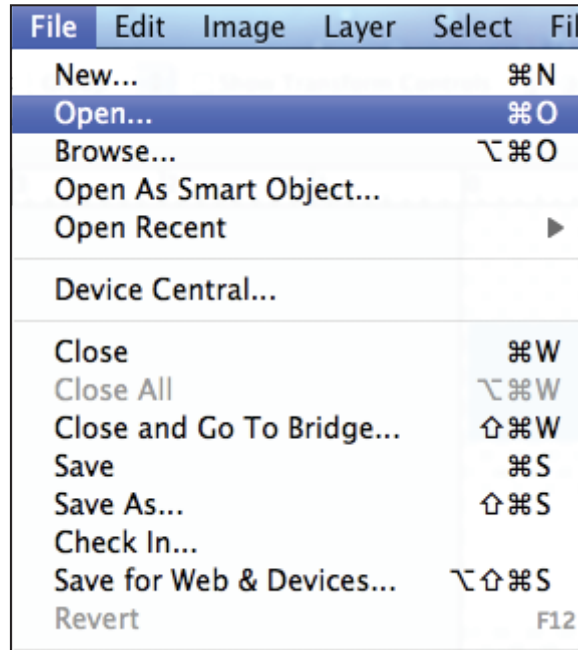 File Edit Image Layer Select Fil
New... ⌘N
Open... ⌘O
Browse... ⌥⌘O
Open As Smart Object...
Open Recent ▶
Device Central...
Close ⌘W
Close All ⌥⌘W
Close and Go To Bridge... ⇧⌘W
Save ⌘S
Save As... ⇧⌘S
Check In...
Save for Web & Devices... ⌥⇧⌘S
Revert F12